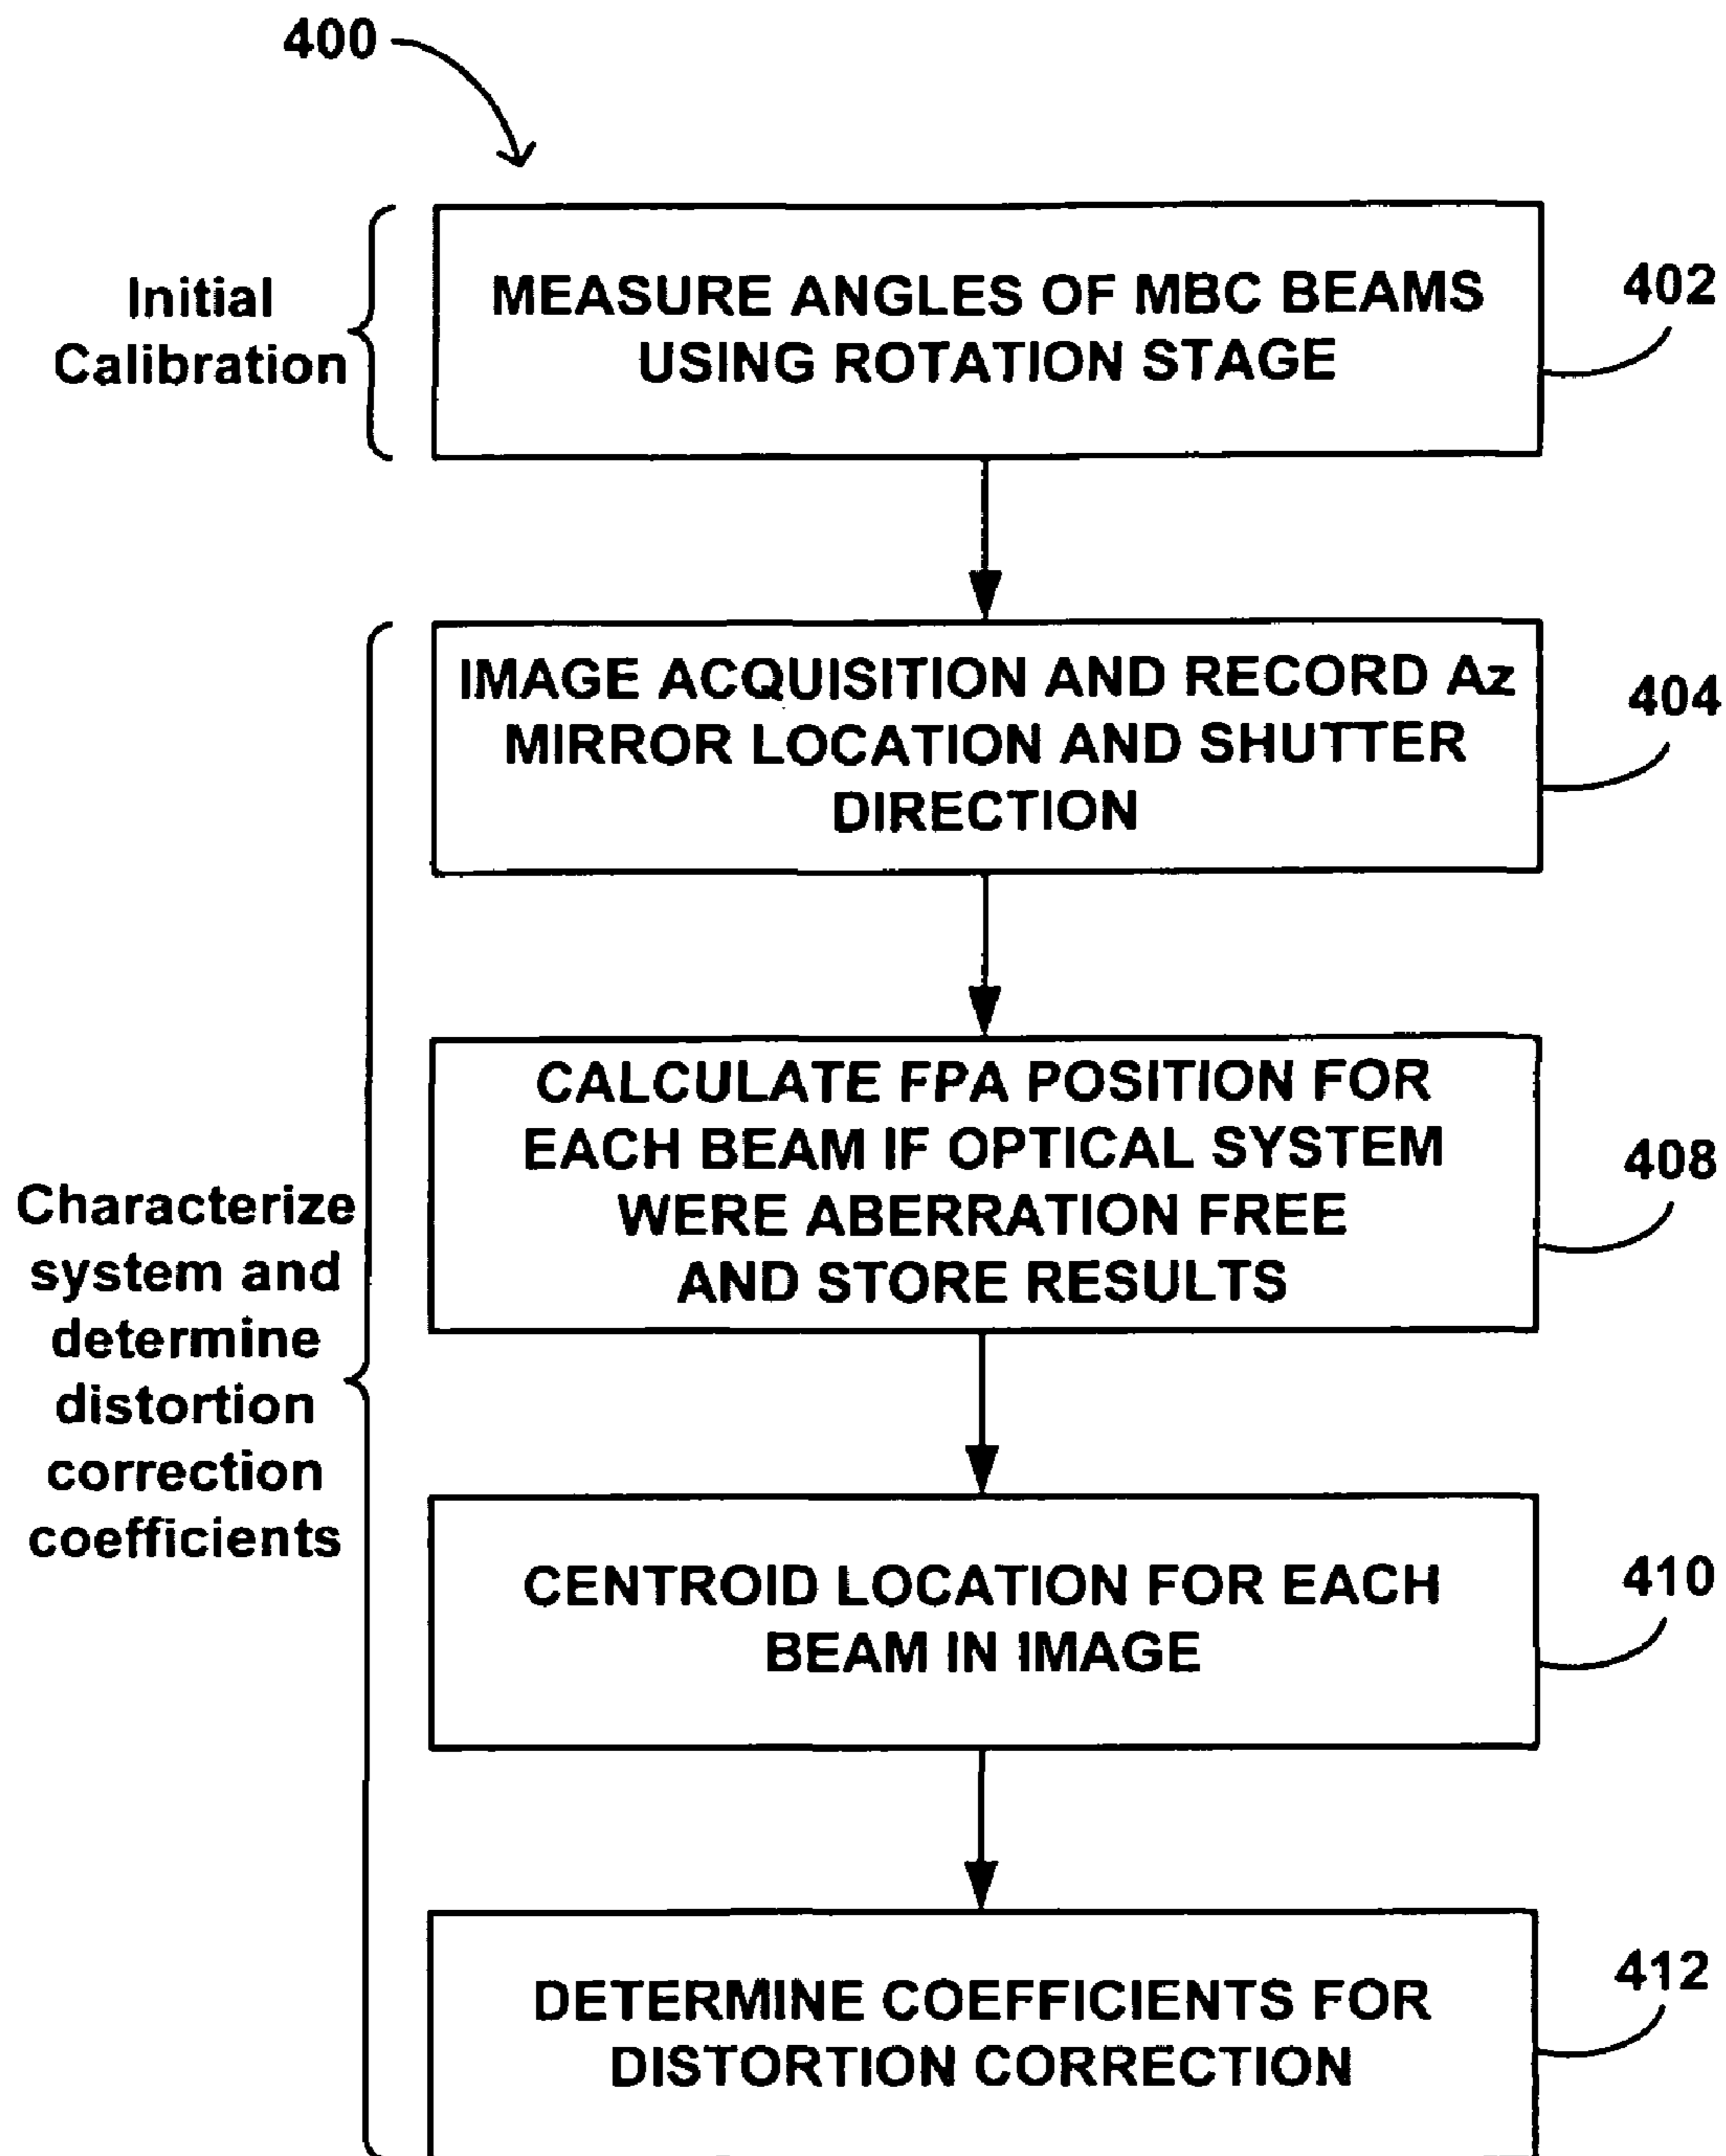 400
Initial
Calibration
MEASURE ANGLES OF MBC BEAMS
USING ROTATION STAGE
402
IMAGE ACQUISITION AND RECORD Az
MIRROR LOCATION AND SHUTTER
DIRECTION
404
Characterize
system and
determine
distortion
correction
coefficients
CALCULATE FPA POSITION FOR
EACH BEAM IF OPTICAL SYSTEM
WERE ABERRATION FREE
AND STORE RESULTS
408
CENTROID LOCATION FOR EACH
BEAM IN IMAGE
410
DETERMINE COEFFICIENTS FOR
DISTORTION CORRECTION
412